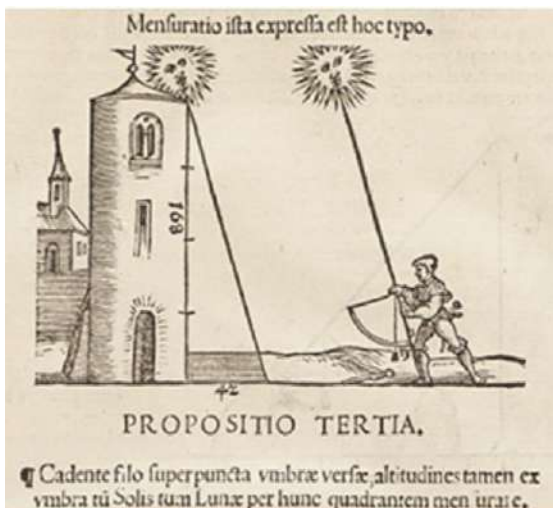 Mensuratio ista expressa est hoc typo.
168
42
PROPOSITIO TERTIA.
¶ Cadente filo super puncta vmbræ versæ, altitudines tamen ex
vmbra tū Solis tum Lunæ per hunc quadrantem